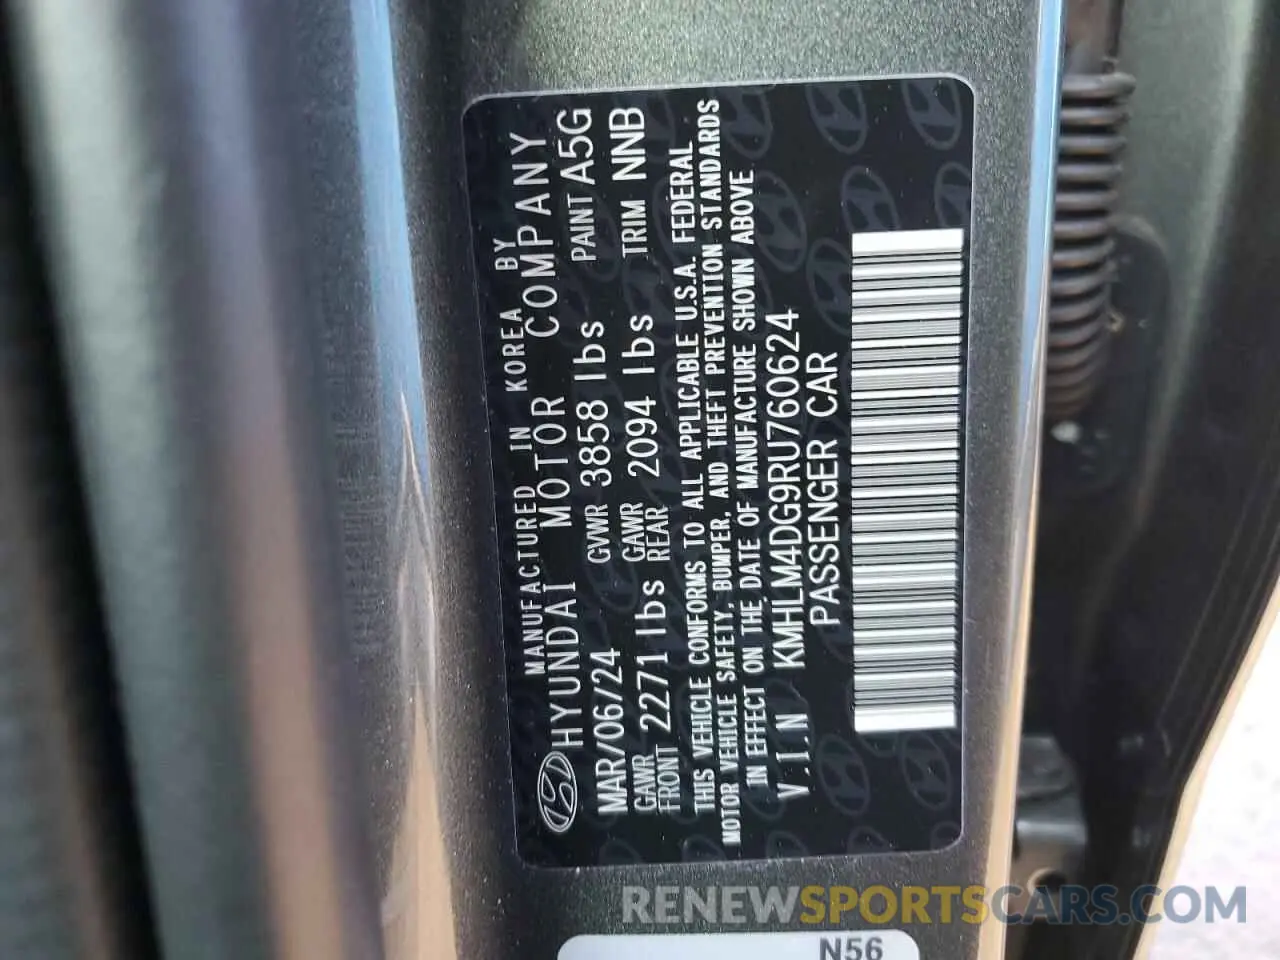 MANUFACTURED IN KOREA BY
HYUNDAI MOTOR COMPANY
MAR/06/24 GVWR 3858 lbs PAINT A5G
GAWR FRONT 2271 lbs GAWR REAR 2094 lbs TRIM NNB
THIS VEHICLE CONFORMS TO ALL APPLICABLE U.S.A. FEDERAL
MOTOR VEHICLE SAFETY, BUMPER, AND THEFT PREVENTION STANDARDS
IN EFFECT ON THE DATE OF MANUFACTURE SHOWN ABOVE
V.I.N KMHLM4DG9RU760624
PASSENGER CAR
RENEWSPORTSCARS.COM
N56